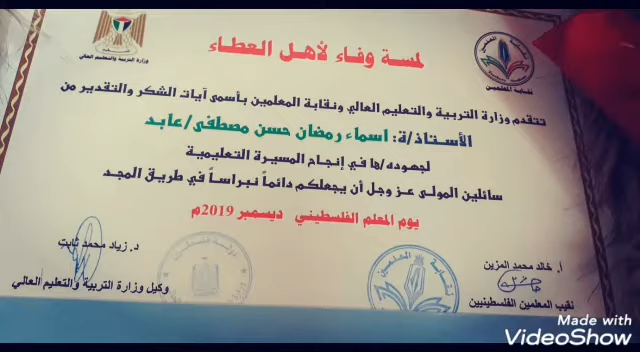 لمسة وفاء لأهل العطاء
وزارة التربية والتعليم العالي
نقابة المعلمين
تتقدم وزارة التربية والتعليم العالي ونقابة المعلمين بأسمى آيات الشكر والتقدير من
الأستاذ/ة: اسماء رمضان حسن مصطفى/عابد
لجهوده/ها في إنجاح المسيرة التعليمية
سائلين المولى عز وجل أن يجعلكم دائماً نبراساً في طريق المجد
يوم المعلم الفلسطيني ديسمبر 2019م
أ. خالد محمد المزين
نقيب المعلمين الفلسطينيين
د. زياد محمد ثابت
وكيل وزارة التربية والتعليم العالي
نقابة المعلمين
Made with
VideoShow